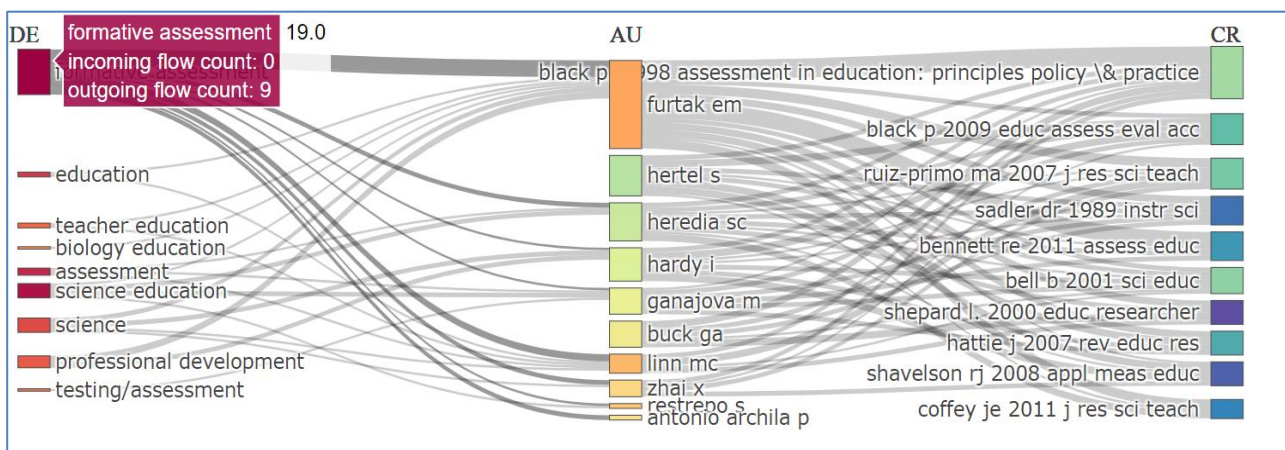 DE
AU
CR
formative assessment
19.0
incoming flow count: 0
outgoing flow count: 9
formative assessment
education
teacher education
biology education
assessment
science education
science
professional development
testing/assessment
furtak em
hertel s
heredia sc
hardy i
ganajova m
buck ga
linn mc
zhai x
restrepo s
antonio archila p
black p 1998 assessment in education: principles policy \& practice
black p 2009 educ assess eval acc
ruiz-primo ma 2007 j res sci teach
sadler dr 1989 instr sci
bennett re 2011 assess educ
bell b 2001 sci educ
shepard l. 2000 educ researcher
hattie j 2007 rev educ res
shavelson rj 2008 appl meas educ
coffey je 2011 j res sci teach